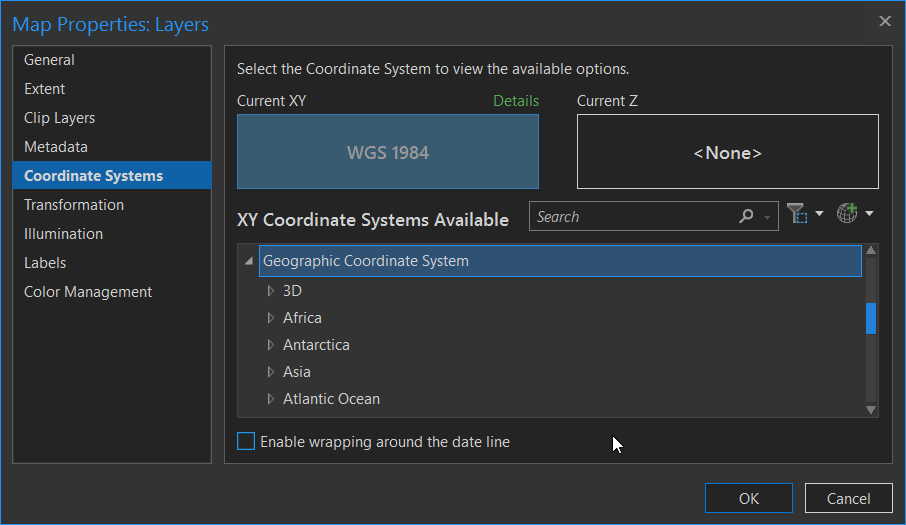 Map Properties: Layers
General
Extent
Clip Layers
Metadata
Coordinate Systems
Transformation
Illumination
Labels
Color Management
Select the Coordinate System to view the available options.
Current XY
Details
Current Z
WGS 1984
<None>
XY Coordinate Systems Available
Search
Geographic Coordinate System
3D
Africa
Antarctica
Asia
Atlantic Ocean
Enable wrapping around the date line
OK
Cancel